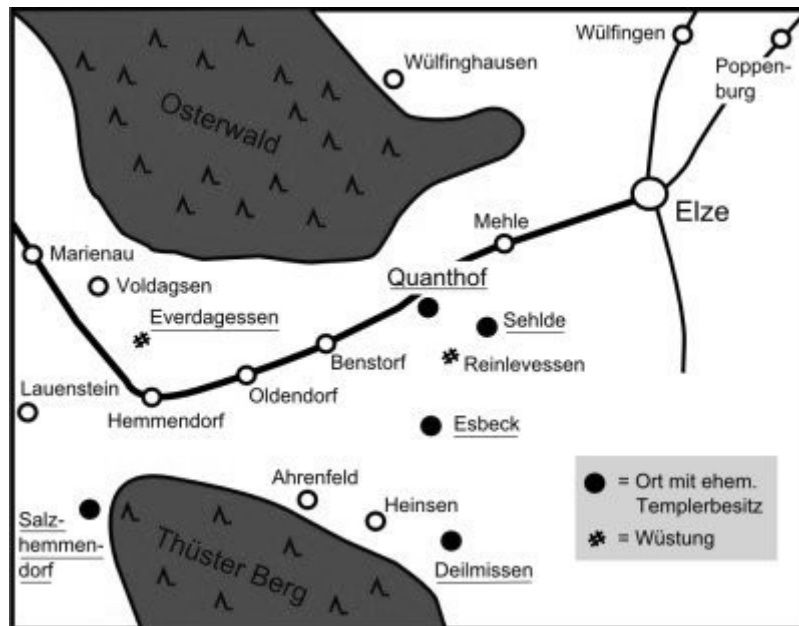 Wülfingen
Wülfinghausen
Poppen-
burg
Osterwald
Elze
Mehle
Marienau
Quanthof
Voldagsen
Everdagessen
Sehlde
Benstorf
Reinlevessen
Lauenstein
Oldendorf
Hemmendorf
Esbeck
Ahrenfeld
= Ort mit ehem.
Templerbesitz
Heinsen
Salz-
hemmen-
dorf
= Wüstung
Thüster Berg
Deilmissen